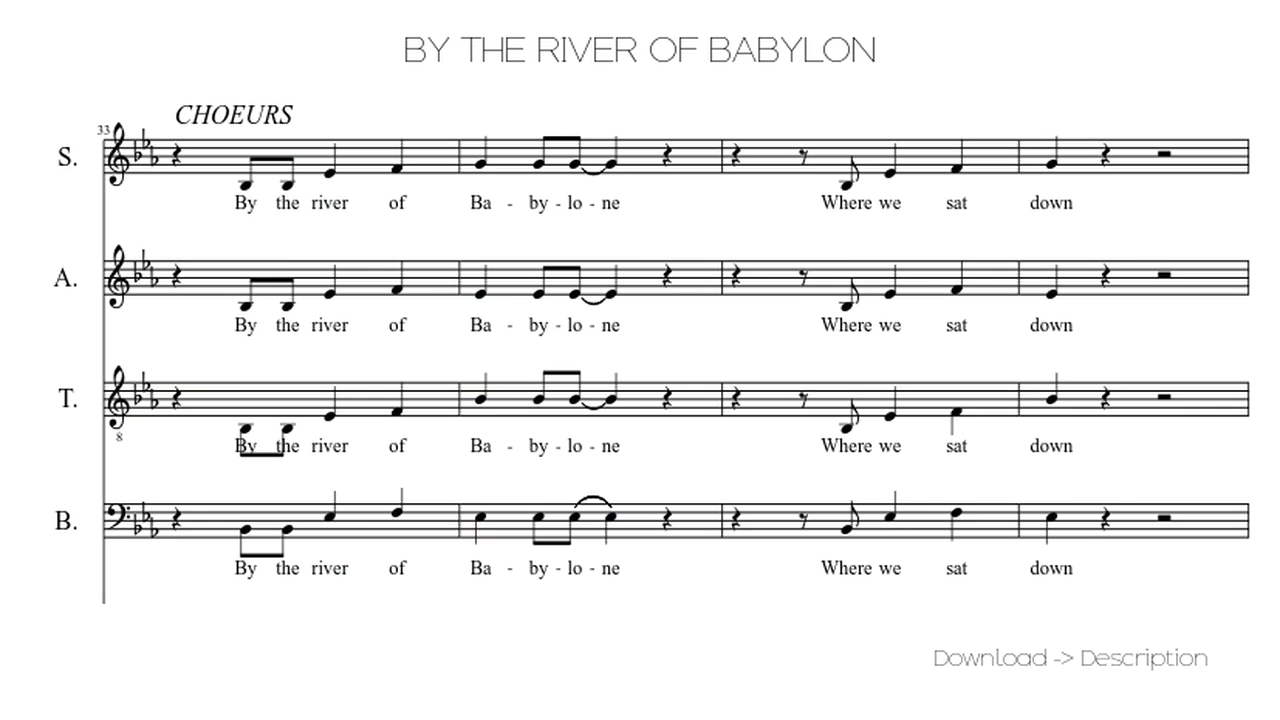 BY THE RIVER OF BABYLON
CHOEURS
33
S.
By the river of Ba - by - lo - ne Where we sat down
A.
By the river of Ba - by - lo - ne Where we sat down
T.
8
By the river of Ba - by - lo - ne Where we sat down
B.
By the river of Ba - by - lo - ne Where we sat down
Download -> Description